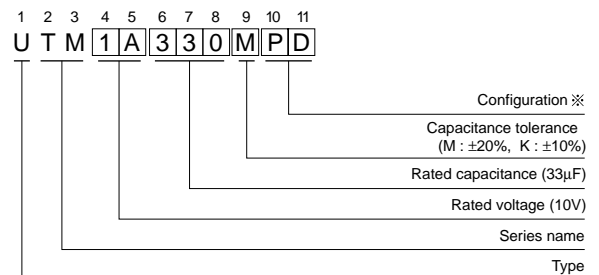 1 2 3 4 5 6 7 8 9 10 11
U T M 1 A 3 3 0 M P D
Configuration ※
Capacitance tolerance
(M : ±20%, K : ±10%)
Rated capacitance (33µF)
Rated voltage (10V)
Series name
Type